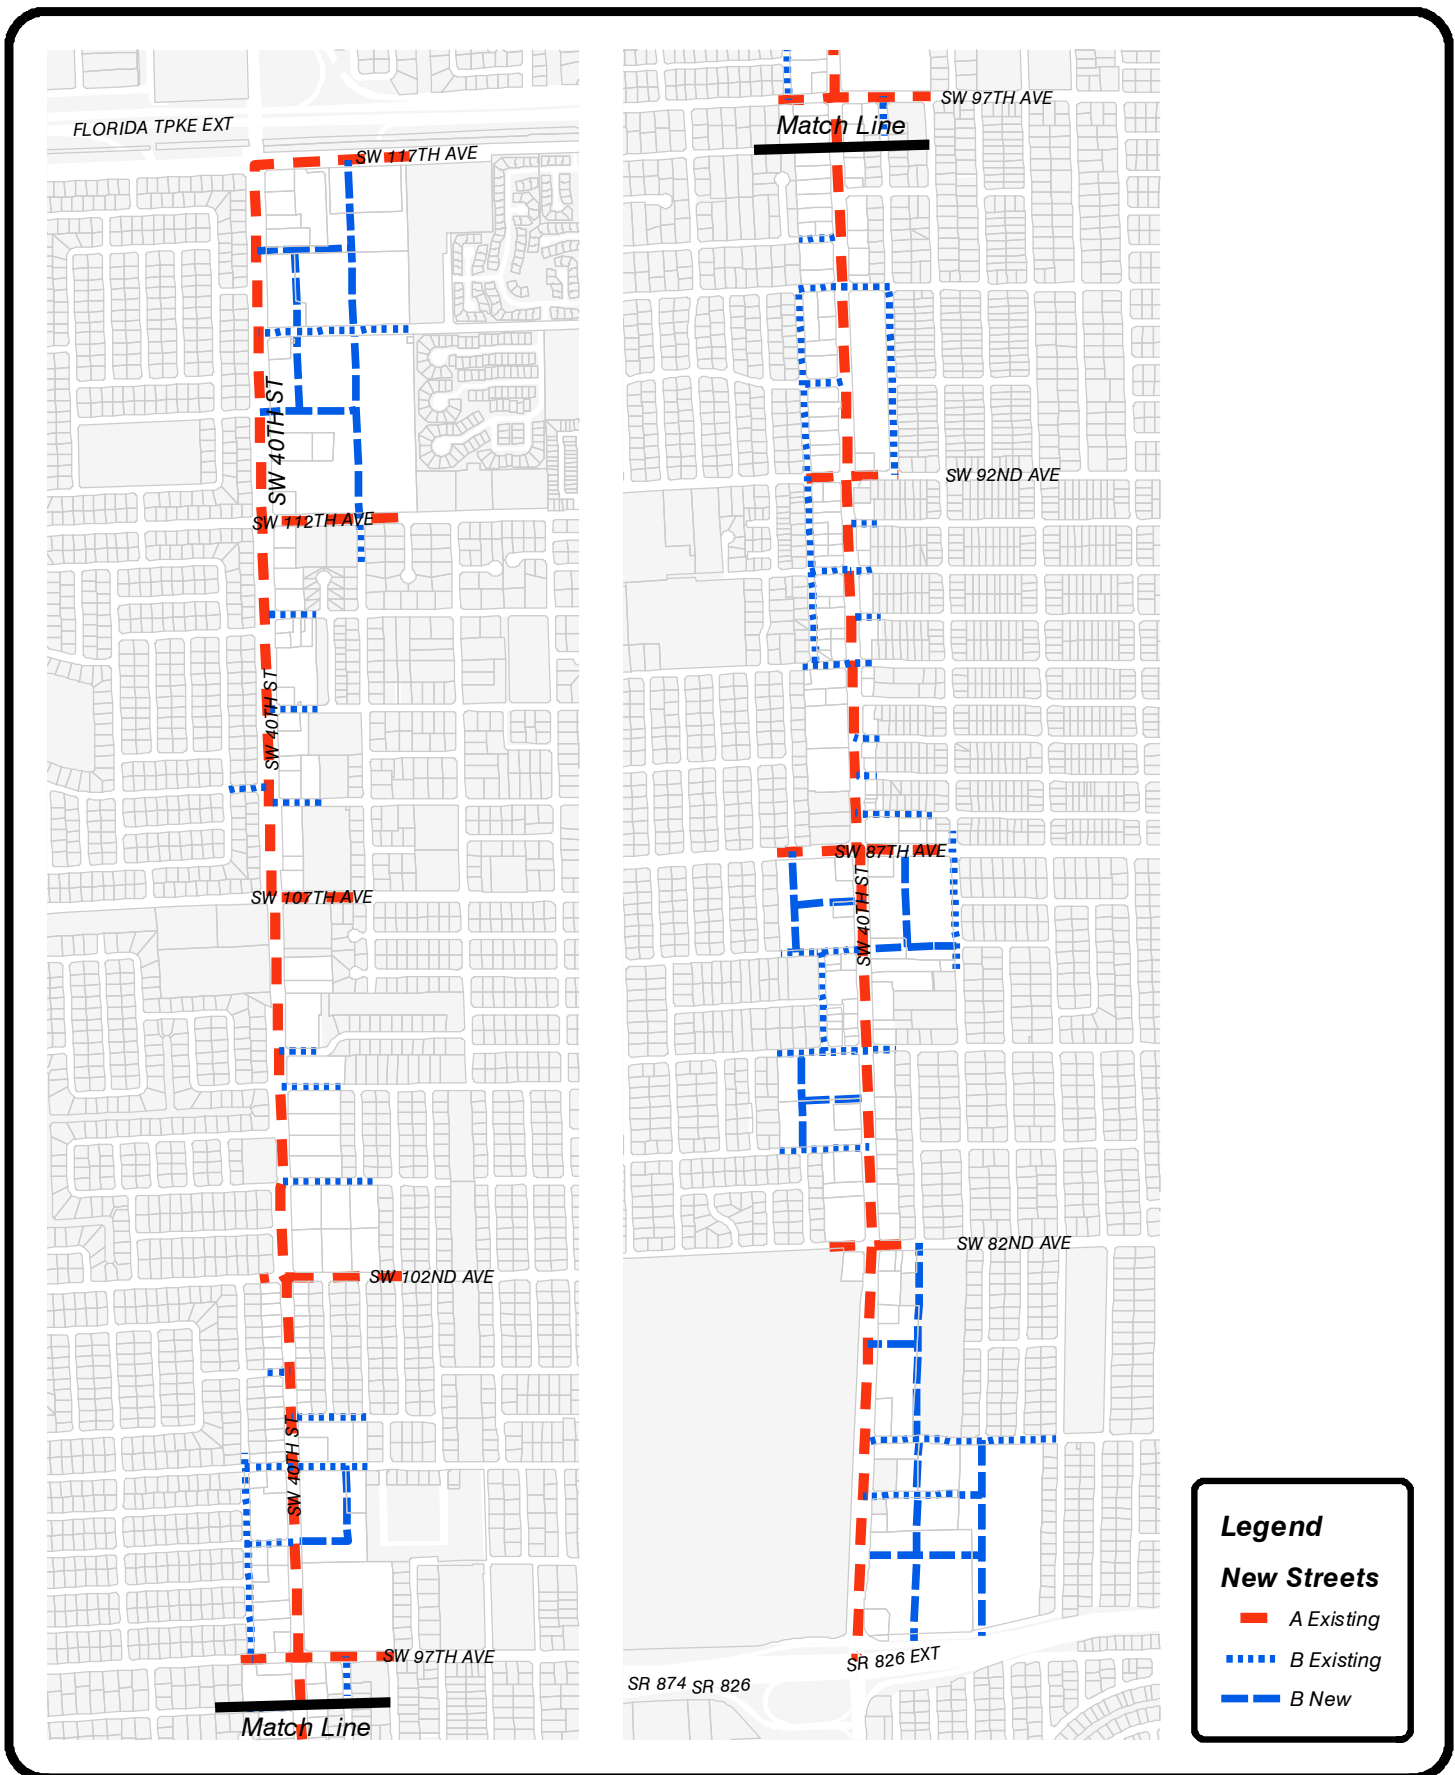 FLORIDA TPKE EXT
SW 117TH AVE
SW 40TH ST
SW 112TH AVE
SW 40TH ST
SW 107TH AVE
SW 102ND AVE
SW 40TH ST
SW 97TH AVE
Match Line
SW 97TH AVE
Match Line
SW 92ND AVE
SW 87TH AVE
SW 40TH ST
SW 82ND AVE
SR 826 EXT
SR 874
SR 826
Legend
New Streets
A Existing
B Existing
B New